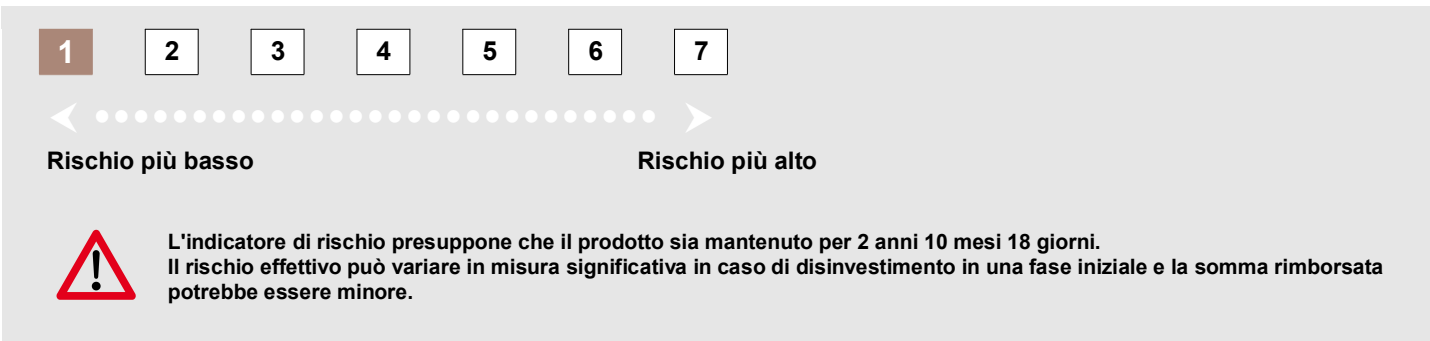 1 2 3 4 5 6 7
Rischio più basso Rischio più alto
L'indicatore di rischio presuppone che il prodotto sia mantenuto per 2 anni 10 mesi 18 giorni.
Il rischio effettivo può variare in misura significativa in caso di disinvestimento in una fase iniziale e la somma rimborsata
potrebbe essere minore.